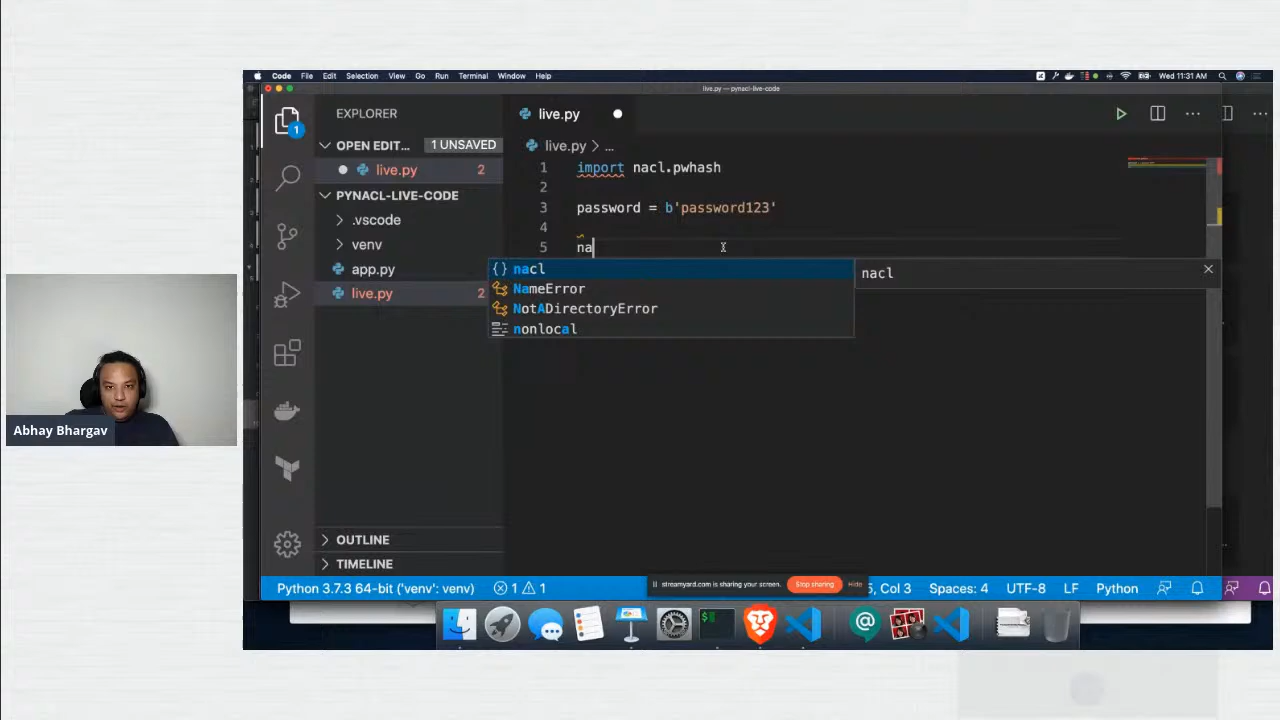 Code File Edit Selection View Go Run Terminal Window Help
Wed 11:31 AM
live.py — pynacl-live-code
EXPLORER
live.py
OPEN EDIT... 1 UNSAVED
live.py > ...
live.py 2
1 import nacl.pwhash
2
PYNACL-LIVE-CODE
3 password = b'password123'
.vscode
4
venv
5 na
app.py
nacl
nacl
live.py 2
NameError
NotADirectoryError
nonlocal
Abhay Bhargav
OUTLINE
TIMELINE
streamyard.com is sharing your screen. Stop sharing Hide
Python 3.7.3 64-bit ('venv': venv) 1 1
5, Col 3 Spaces: 4 UTF-8 LF Python